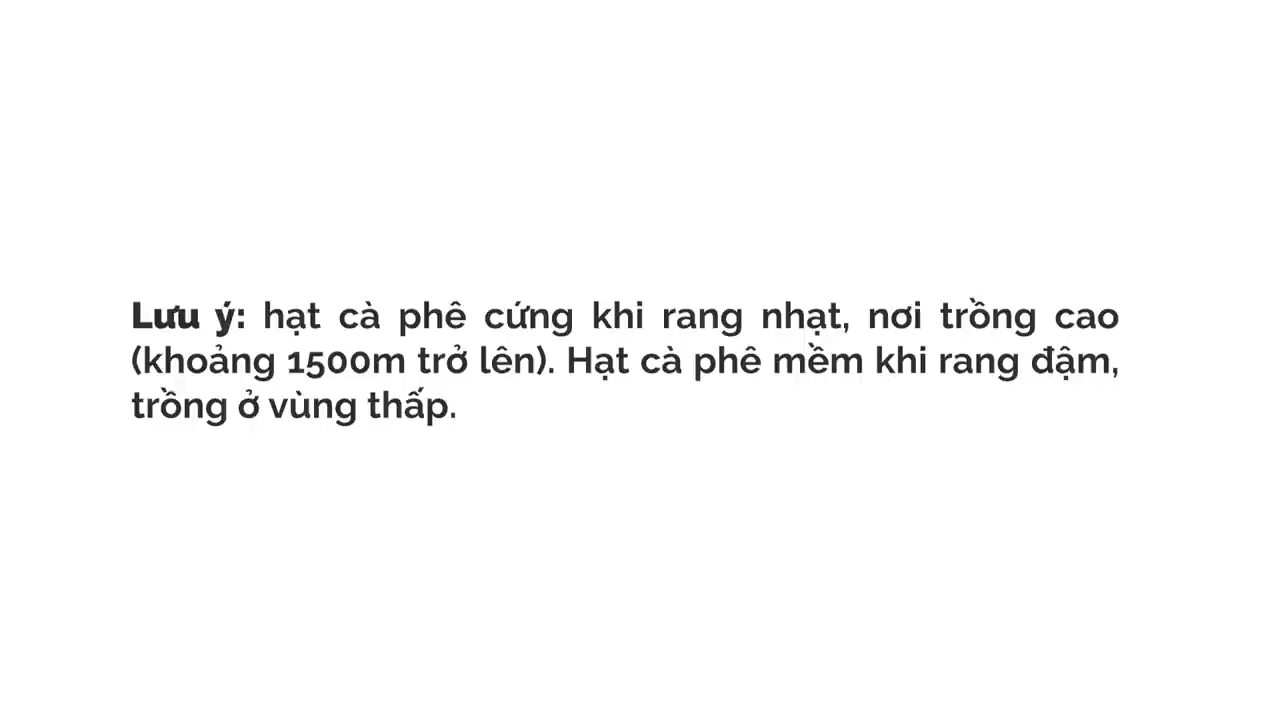 Lưu ý: hạt cà phê cứng khi rang nhạt, nơi trồng cao
(khoảng 1500m trở lên). Hạt cà phê mềm khi rang đậm,
trồng ở vùng thấp.